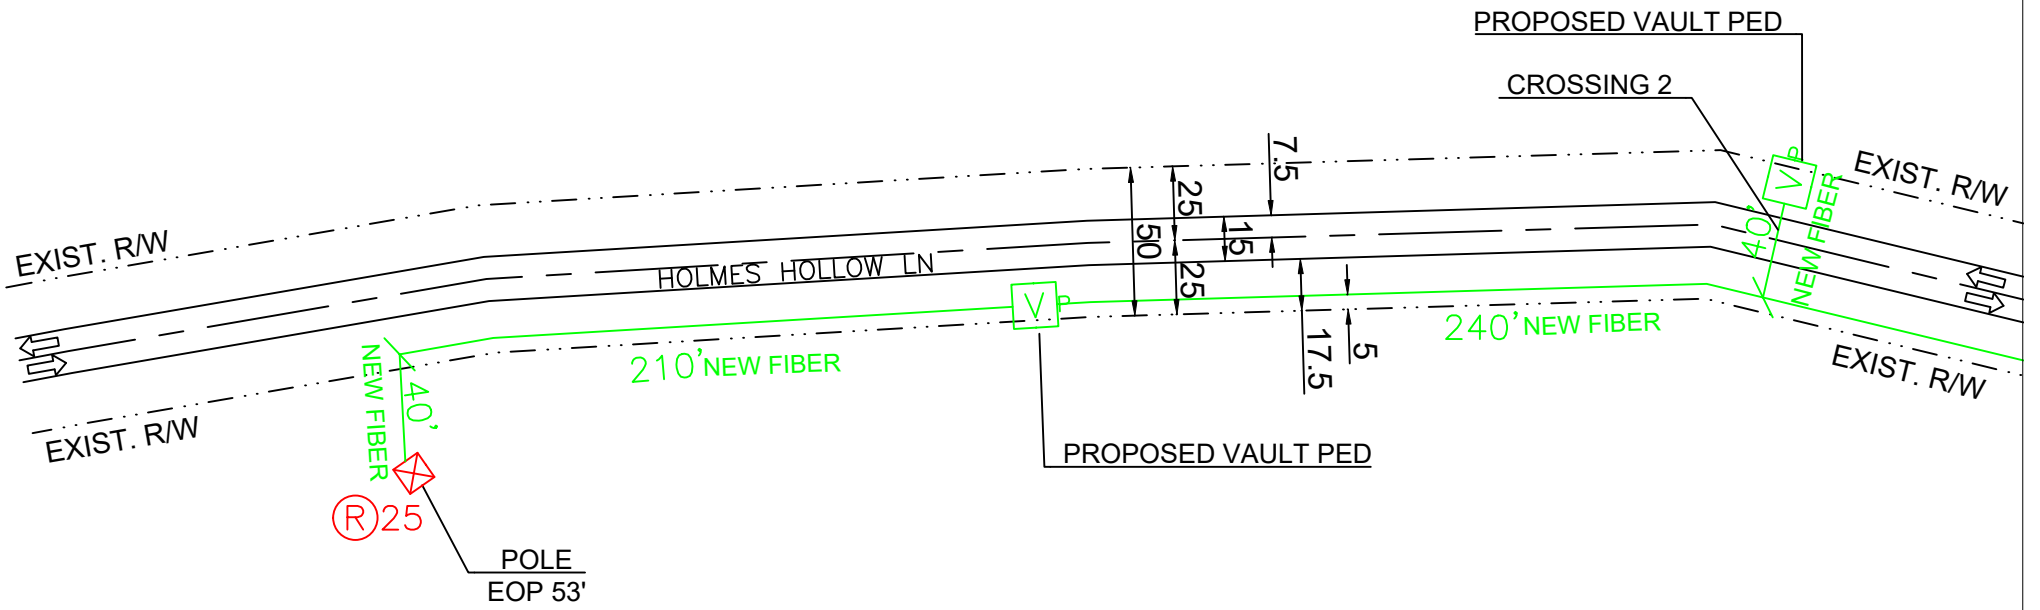 PROPOSED VAULT PED
CROSSING 2
7.5
EXIST. R/W
P
V
25
50
15
25
40'
NEW FIBER
EXIST. R/W
HOLMES HOLLOW LN
V P
17.5
5
240' NEW FIBER
EXIST. R/W
210' NEW FIBER
NEW FIBER
40'
EXIST. R/W
PROPOSED VAULT PED
R 25
POLE
EOP 53'